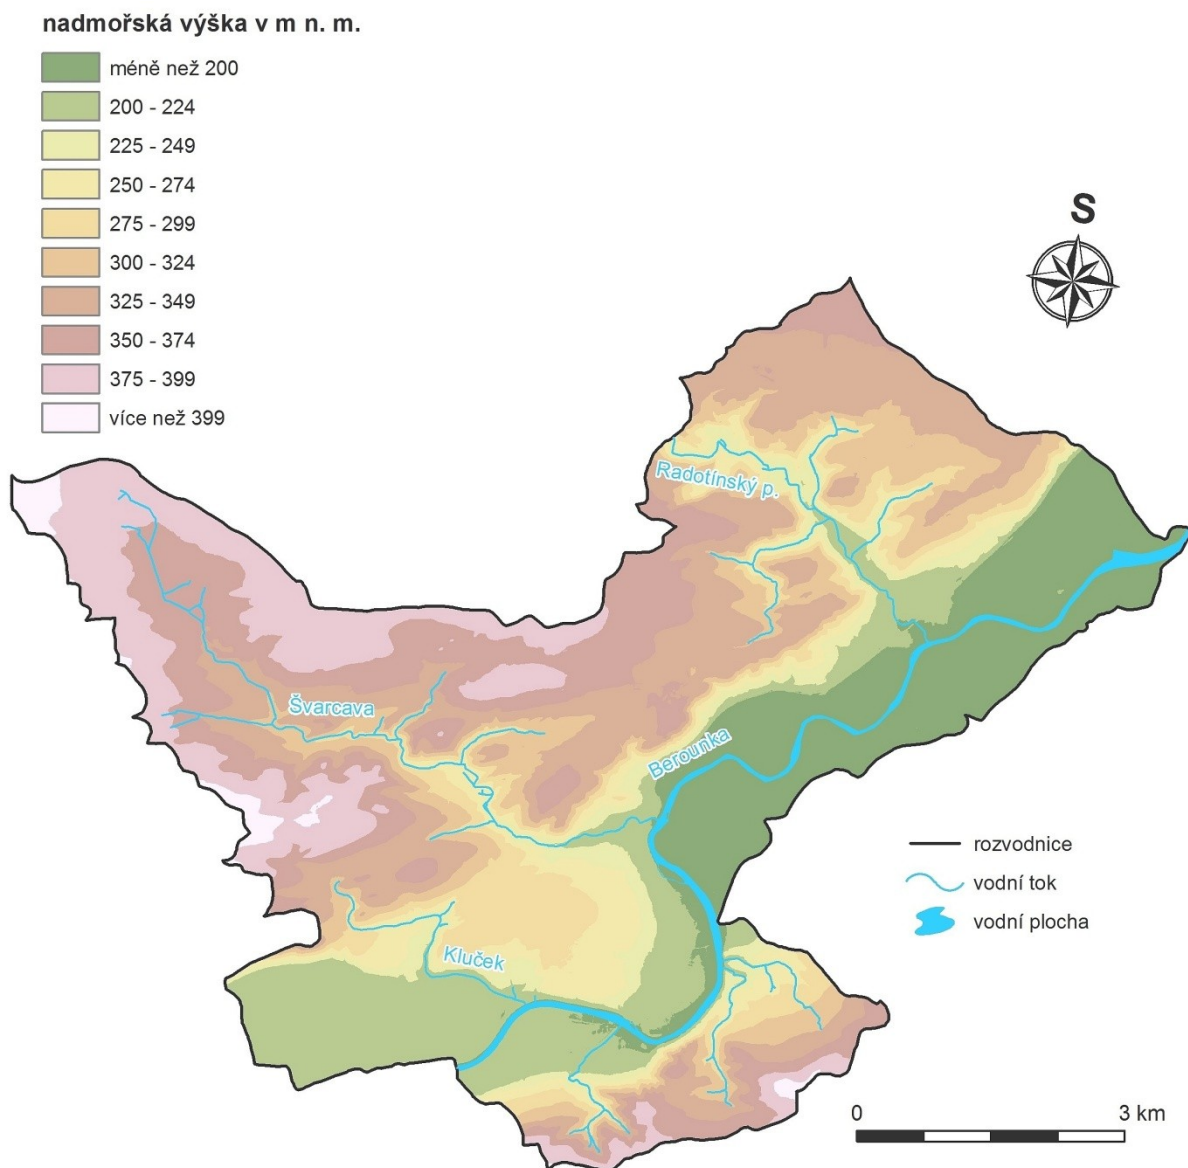 nadmořská výška v m n. m.
méně než 200
200 - 224
225 - 249
250 - 274
275 - 299
300 - 324
325 - 349
350 - 374
375 - 399
více než 399
S
Radotínský p.
Švarcava
Berounka
Kluček
rozvodnice
vodní tok
vodní plocha
0 3 km